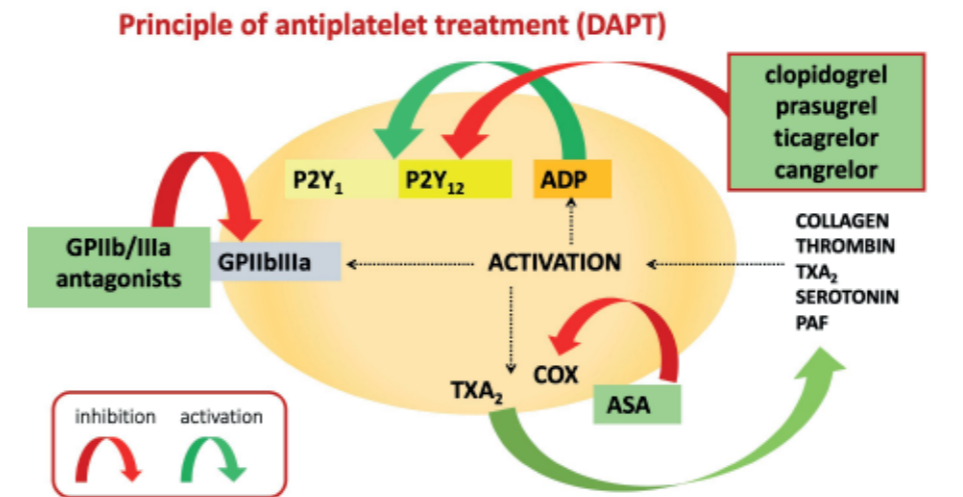 Principle of antiplatelet treatment (DAPT)
clopidogrel
prasugrel
ticagrelor
cangrelor
P2Y₁
P2Y₁₂
ADP
GPIIb/IIIa
antagonists
GPIIbIIIa
ACTIVATION
COLLAGEN
THROMBIN
TXA₂
SEROTONIN
PAF
TXA₂
COX
ASA
inhibition
activation